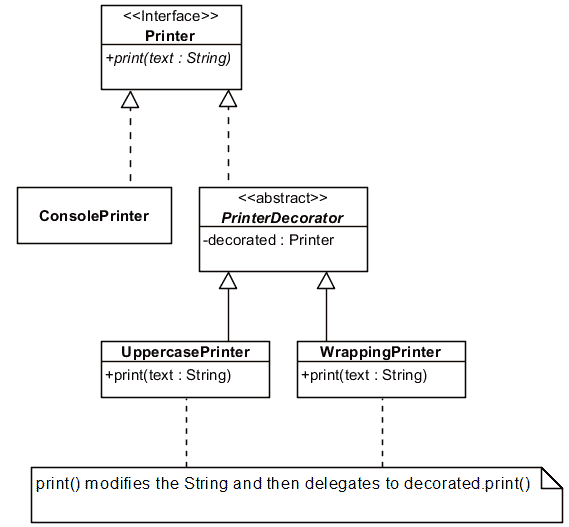 <<Interface>>
Printer
+print(text : String)
ConsolePrinter
<<abstract>>
PrinterDecorator
-decorated : Printer
UppercasePrinter
+print(text : String)
WrappingPrinter
+print(text : String)
print() modifies the String and then delegates to decorated.print()